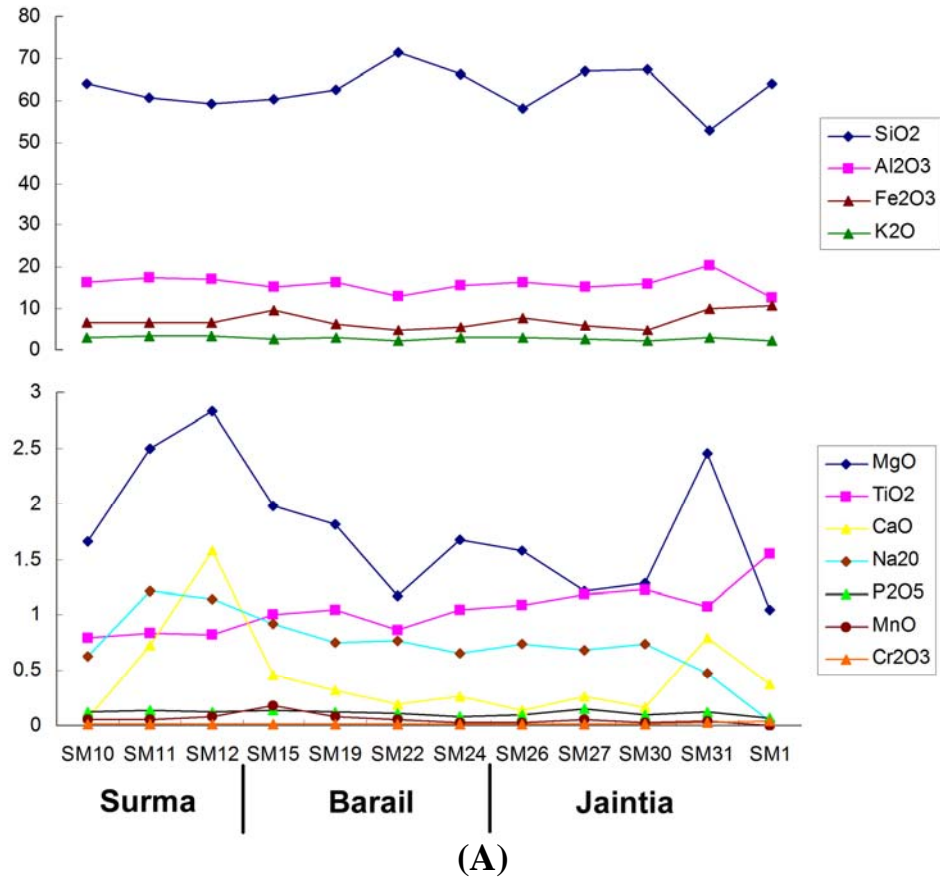 80
70
60
50
40
30
20
10
0
SiO2
Al2O3
Fe2O3
K2O
3
2.5
2
1.5
1
0.5
0
MgO
TiO2
CaO
Na20
P2O5
MnO
Cr2O3
SM10 SM11 SM12 SM15 SM19 SM22 SM24 SM26 SM27 SM30 SM31 SM1
Surma Barail Jaintia
(A)